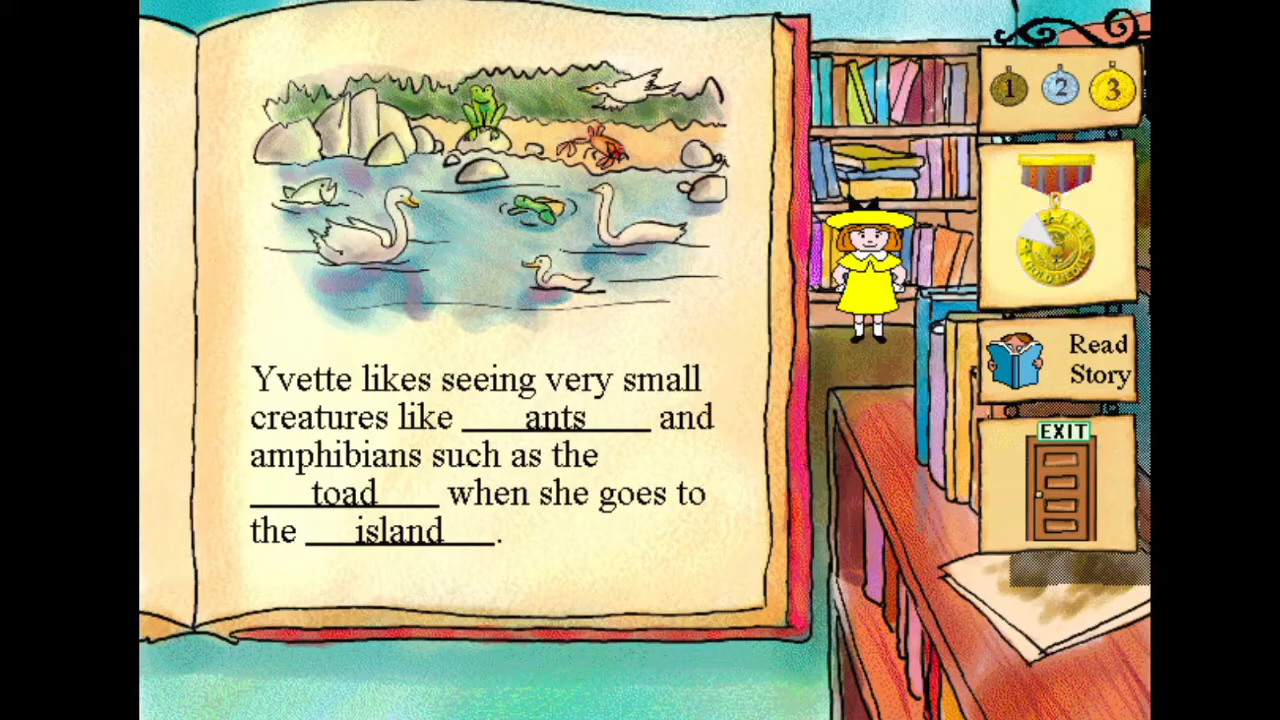 1 2 3
Yvette likes seeing very small
creatures like ants and
amphibians such as the
toad when she goes to
the island.
Read
Story
EXIT